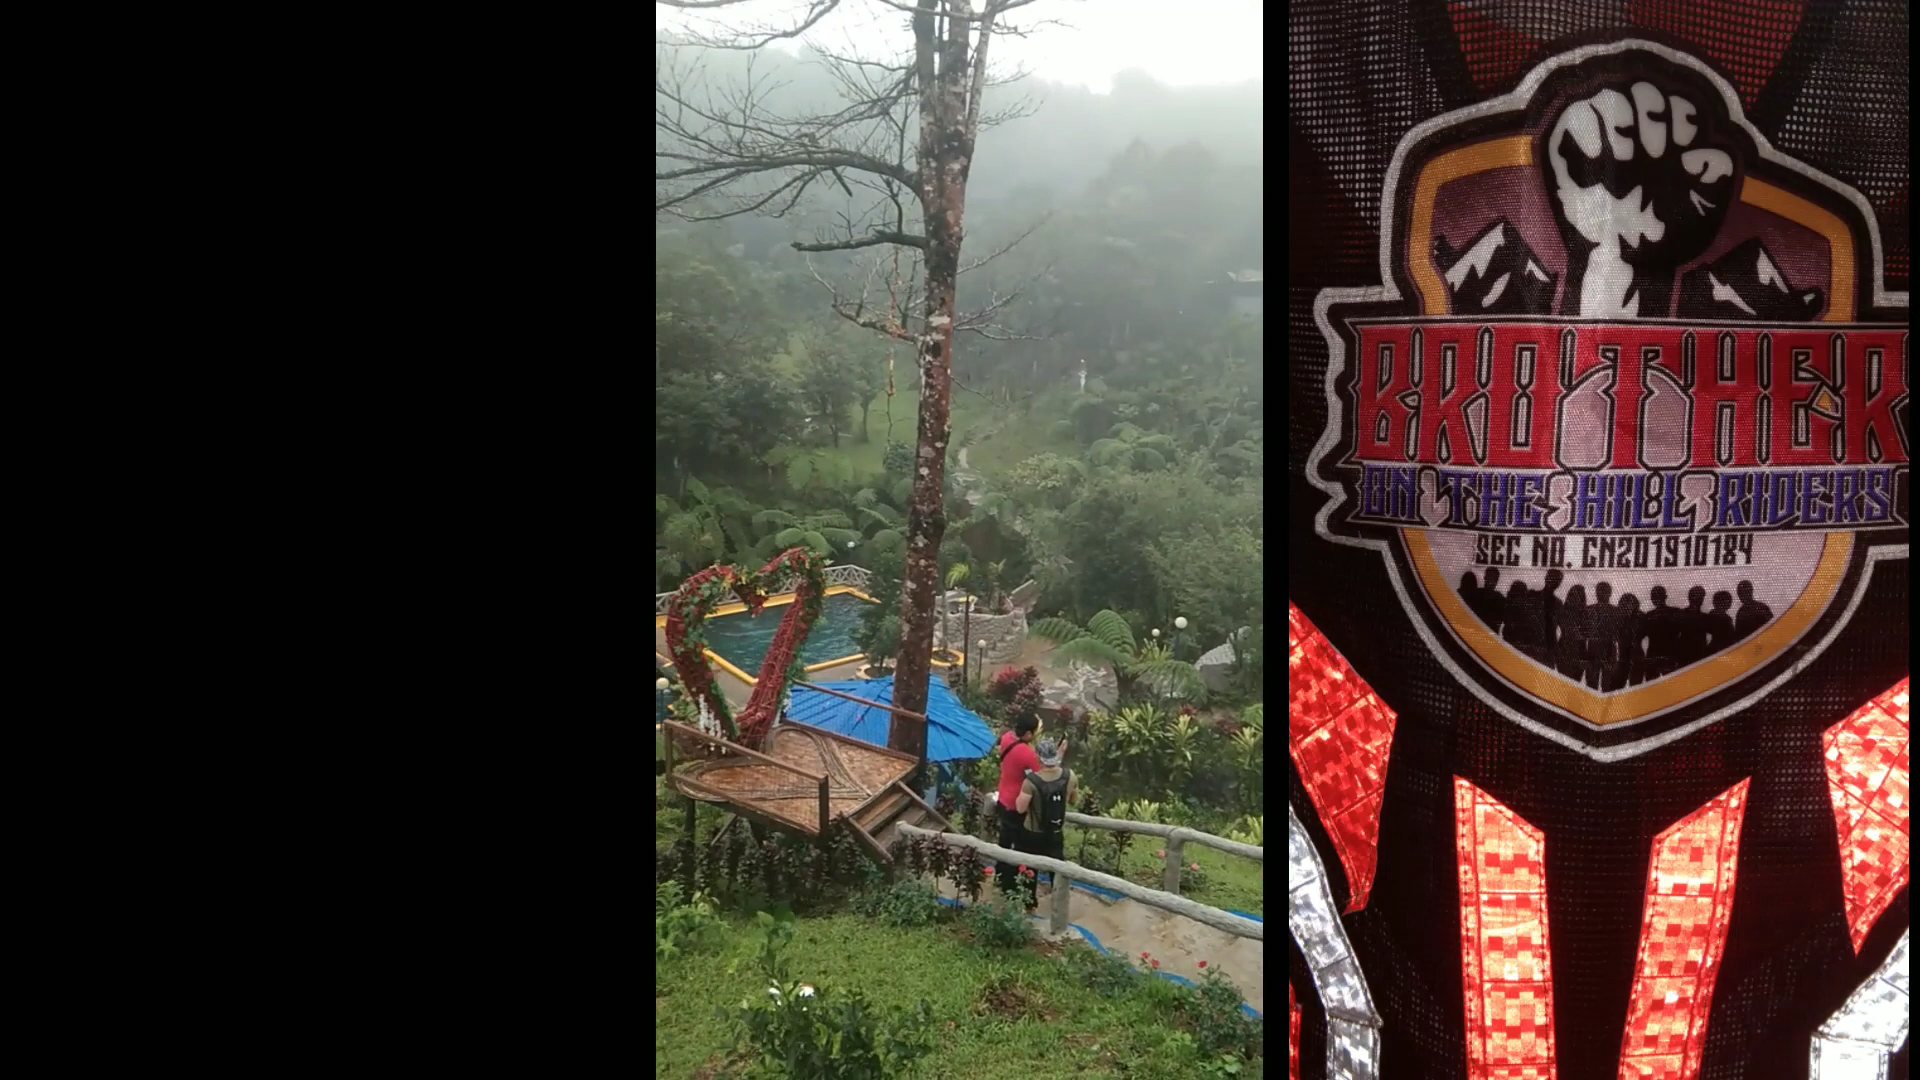 BROTHER
ON THE HILL RIDERS
SEC NO. CN201910184